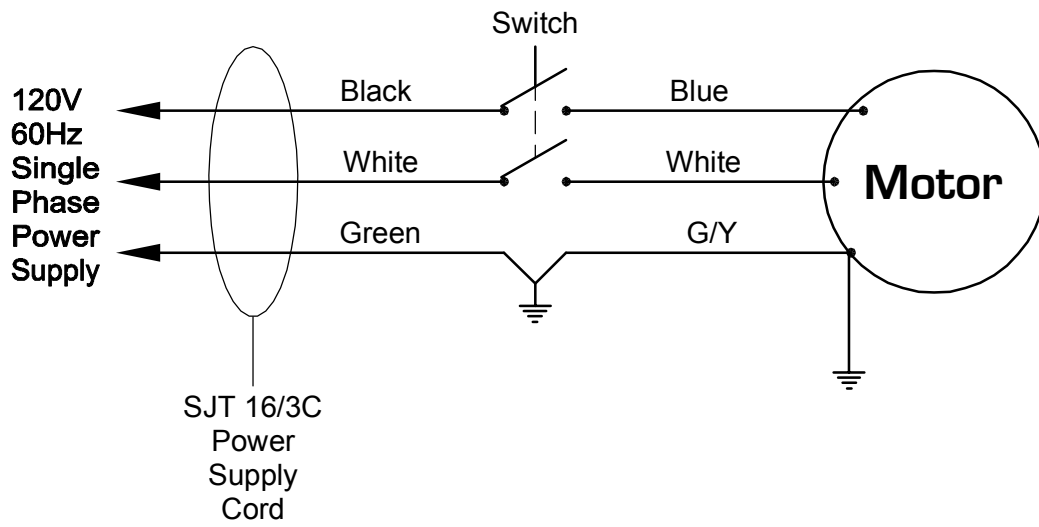 Switch
120V
60Hz
Single
Phase
Power
Supply
Black
Blue
White
White
Motor
Green
G/Y
SJT 16/3C
Power
Supply
Cord